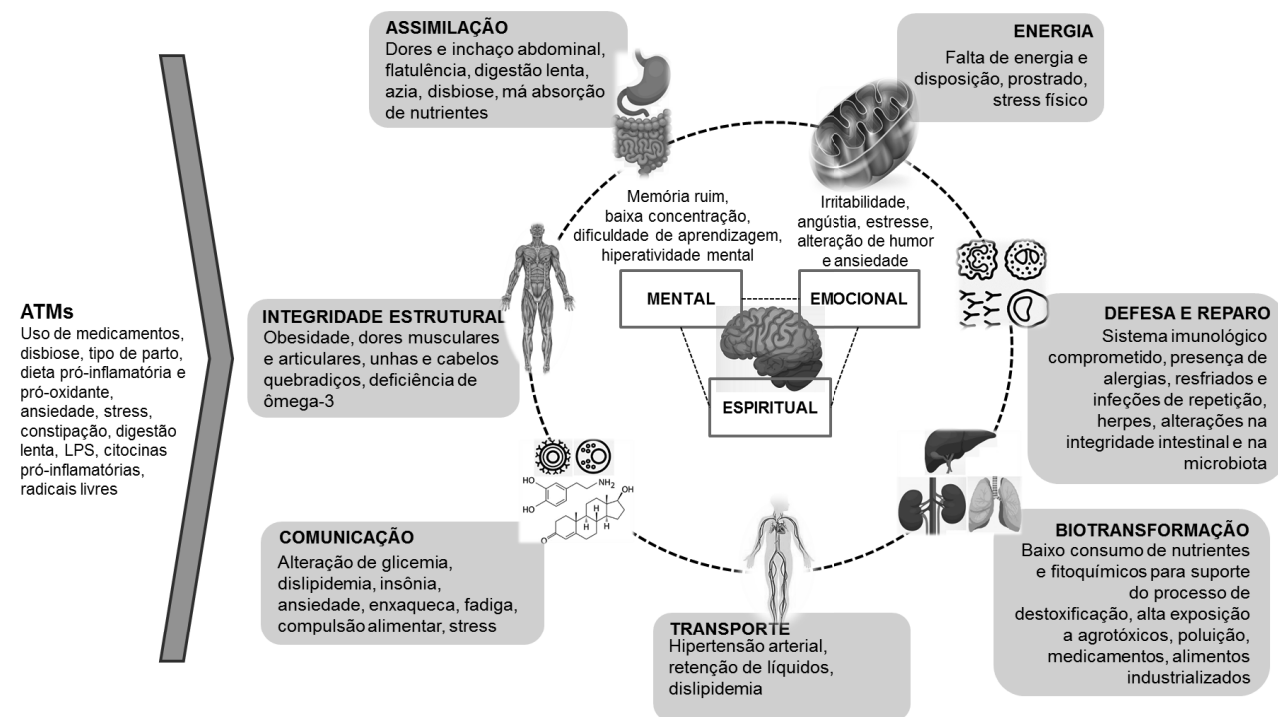 ATMs
Uso de medicamentos,
disbiose, tipo de parto,
dieta pró-inflamatória e
pró-oxidante,
ansiedade, stress,
constipação, digestão
lenta, LPS, citocinas
pró-inflamatórias,
radicais livres
ASSIMILAÇÃO
Dores e inchaço abdominal,
flatulência, digestão lenta,
azia, disbiose, má absorção
de nutrientes
ENERGIA
Falta de energia e
disposição, prostrado,
stress físico
Memória ruim,
baixa concentração,
dificuldade de aprendizagem,
hiperatividade mental
Irritabilidade,
angústia, estresse,
alteração de humor
e ansiedade
MENTAL
EMOCIONAL
ESPIRITUAL
INTEGRIDADE ESTRUTURAL
Obesidade, dores musculares
e articulares, unhas e cabelos
quebradiços, deficiência de
ômega-3
DEFESA E REPARO
Sistema imunológico
comprometido, presença de
alergias, resfriados e
infeções de repetição,
herpes, alterações na
integridade intestinal e na
microbiota
HO
NH2
HO
OH
H
H
H
O
COMUNICAÇÃO
Alteração de glicemia,
dislipidemia, insônia,
ansiedade, enxaqueca, fadiga,
compulsão alimentar, stress
TRANSPORTE
Hipertensão arterial,
retenção de líquidos,
dislipidemia
BIOTRANSFORMAÇÃO
Baixo consumo de nutrientes
e fitoquímicos para suporte
do processo de
destoxificação, alta exposição
a agrotóxicos, poluição,
medicamentos, alimentos
industrializados